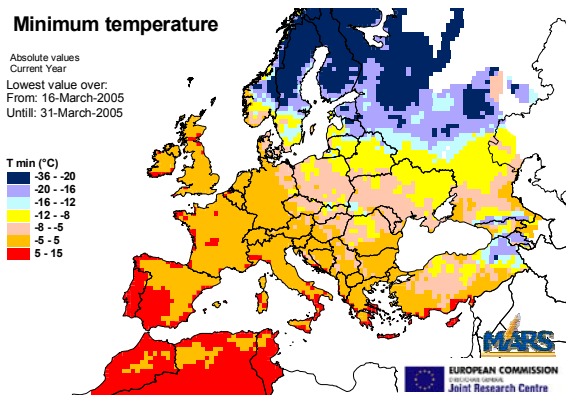 Minimum temperature
Absolute values
Current Year
Lowest value over:
From: 16-March-2005
Untill: 31-March-2005
T min (°C)
-36 - -20
-20 - -16
-16 - -12
-12 - -8
-8 - -5
-5 - 5
5 - 15
MARS
EUROPEAN COMMISSION
DIRECTORATE GENERAL
Joint Research Centre